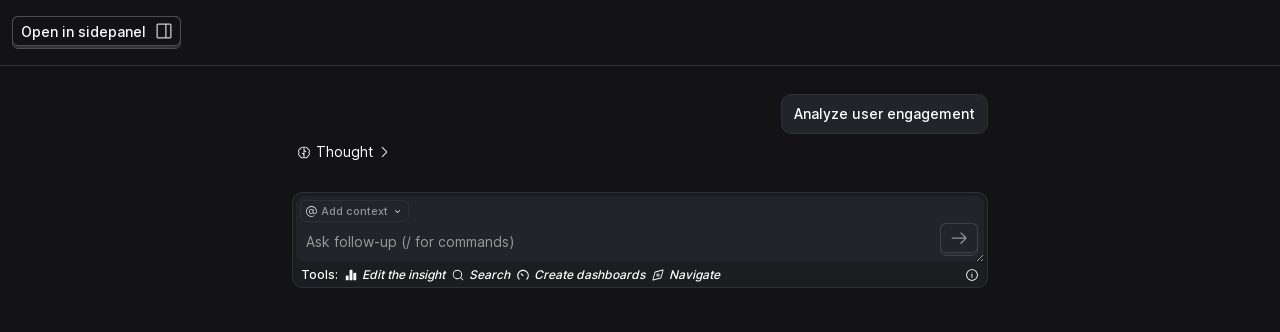 Open in sidepanel
Analyze user engagement
Thought
@ Add context
Ask follow-up (/ for commands)
Tools: Edit the insight Search Create dashboards Navigate